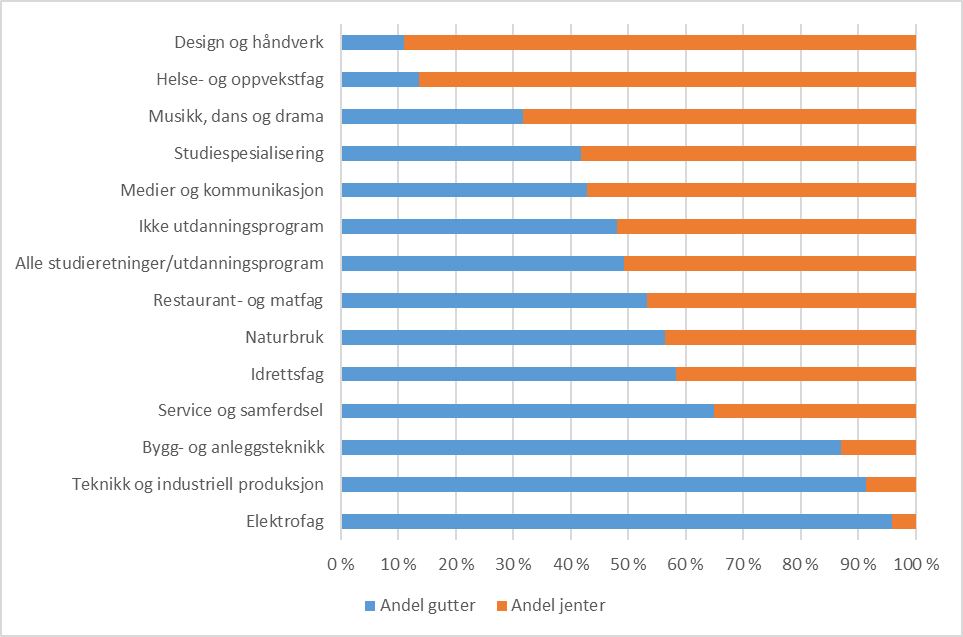 Design og håndverk
Helse- og oppvekstfag
Musikk, dans og drama
Studiespesialisering
Medier og kommunikasjon
Ikke utdanningsprogram
Alle studieretninger/utdanningsprogram
Restaurant- og matfag
Naturbruk
Idrettsfag
Service og samferdsel
Bygg- og anleggsteknikk
Teknikk og industriell produksjon
Elektrofag
0 % 10 % 20 % 30 % 40 % 50 % 60 % 70 % 80 % 90 % 100 %
Andel gutter Andel jenter